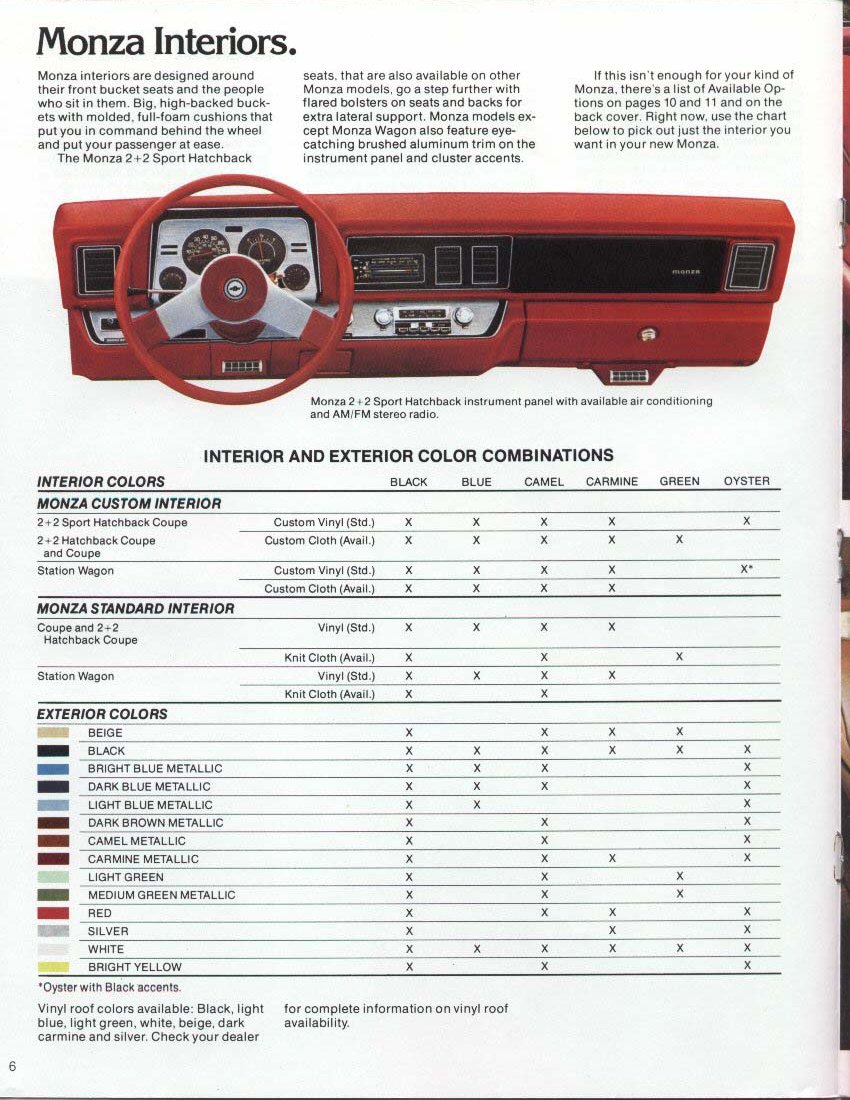 Monza Interiors.
Monza interiors are designed around
their front bucket seats and the people
who sit in them. Big, high-backed buck-
ets with molded, full-foam cushions that
put you in command behind the wheel
and put your passenger at ease.
The Monza 2+2 Sport Hatchback
seats, that are also available on other
Monza models, go a step further with
flared bolsters on seats and backs for
extra lateral support. Monza models ex-
cept Monza Wagon also feature eye-
catching brushed aluminum trim on the
instrument panel and cluster accents.
If this isn't enough for your kind of
Monza, there's a list of Available Op-
tions on pages 10 and 11 and on the
back cover. Right now, use the chart
below to pick out just the interior you
want in your new Monza.
monza
Monza 2+2 Sport Hatchback instrument panel with available air conditioning
and AM/FM stereo radio.
INTERIOR AND EXTERIOR COLOR COMBINATIONS
INTERIOR COLORS BLACK BLUE CAMEL CARMINE GREEN OYSTER
MONZA CUSTOM INTERIOR
2+2 Sport Hatchback Coupe Custom Vinyl (Std.) X X X X X
2+2 Hatchback Coupe Custom Cloth (Avail.) X X X X X
and Coupe
Station Wagon Custom Vinyl (Std.) X X X X X*
Custom Cloth (Avail.) X X X X
MONZA STANDARD INTERIOR
Coupe and 2+2 Vinyl (Std.) X X X X
Hatchback Coupe
Knit Cloth (Avail.) X X X
Station Wagon Vinyl (Std.) X X X X
Knit Cloth (Avail.) X X
EXTERIOR COLORS
BEIGE X X X X
BLACK X X X X X X
BRIGHT BLUE METALLIC X X X X
DARK BLUE METALLIC X X X X
LIGHT BLUE METALLIC X X X
DARK BROWN METALLIC X X X
CAMEL METALLIC X X X
CARMINE METALLIC X X X X
LIGHT GREEN X X X
MEDIUM GREEN METALLIC X X X
RED X X X X
SILVER X X X
WHITE X X X X X X
BRIGHT YELLOW X X X
*Oyster with Black accents.
Vinyl roof colors available: Black, light
blue, light green, white, beige, dark
carmine and silver. Check your dealer
for complete information on vinyl roof
availability.
6